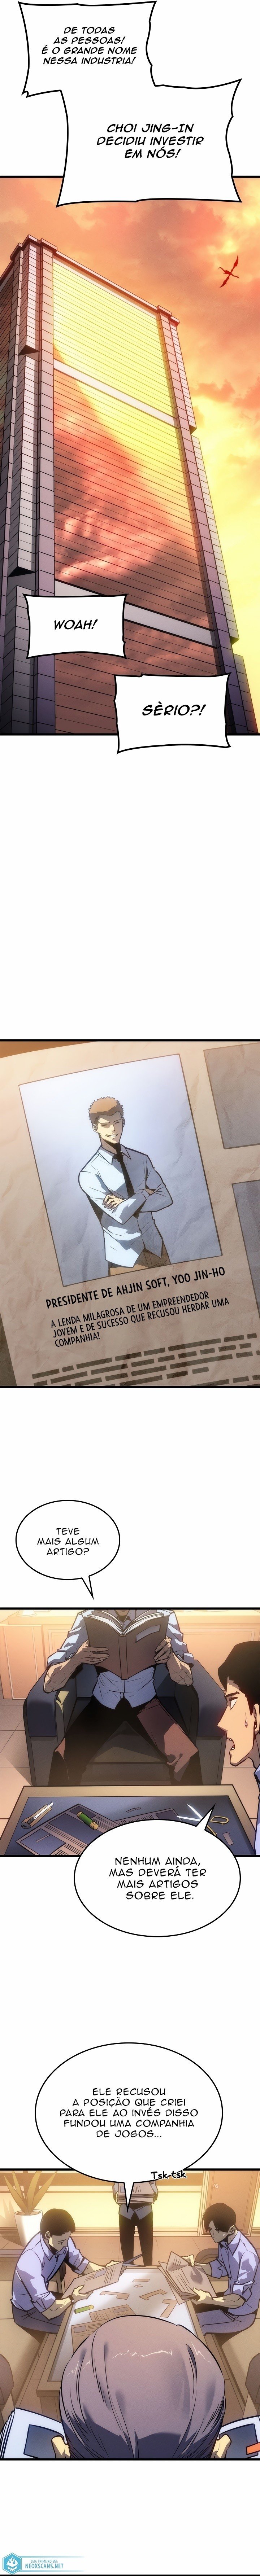 DE TODAS
AS PESSOAS!
É O GRANDE NOME
NESSA INDUSTRIA!
CHOI JING-IN
DECIDIU INVESTIR
EM NÓS!
WOAH!
SÈRIO?!
PRESIDENTE DE AHJIN SOFT, YOO JIN-HO
A LENDA MILAGROSA DE UM EMPREENDEDOR
JOVEM E DE SUCESSO QUE RECUSOU HERDAR UMA
COMPANHIA!
TEVE
MAIS ALGUM
ARTIGO?
NENHUM AINDA,
MAS DEVERÁ TER
MAIS ARTIGOS
SOBRE ELE.
ELE RECUSOU
A POSIÇÃO QUE CRIEI
PARA ELE AO INVÉS DISSO
FUNDOU UMA COMPANHIA
DE JOGOS...
Tsk-tsk
NEOXSCANS.NET